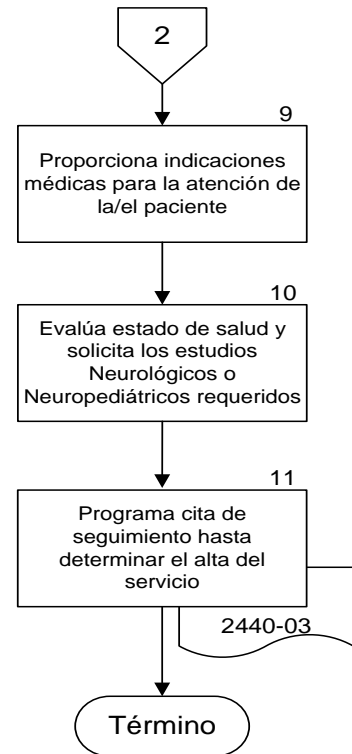 2
9
Proporciona indicaciones
médicas para la atención de
la/el paciente
10
Evalúa estado de salud y
solicita los estudios
Neurológicos o
Neuropediátricos requeridos
11
Programa cita de
seguimiento hasta
determinar el alta del
servicio
2440-03
Término